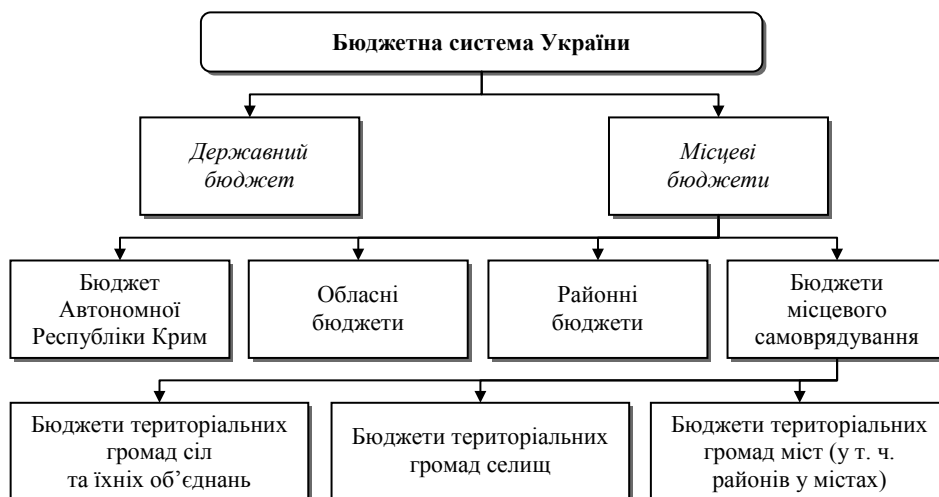 Бюджетна система України
Державний
бюджет
Місцеві
бюджети
Бюджет
Автономної
Республіки Крим
Обласні
бюджети
Районні
бюджети
Бюджети
місцевого
самоврядування
Бюджети територіальних
громад сіл
та їхніх об’єднань
Бюджети територіальних
громад селищ
Бюджети територіальних
громад міст (у т. ч.
районів у містах)